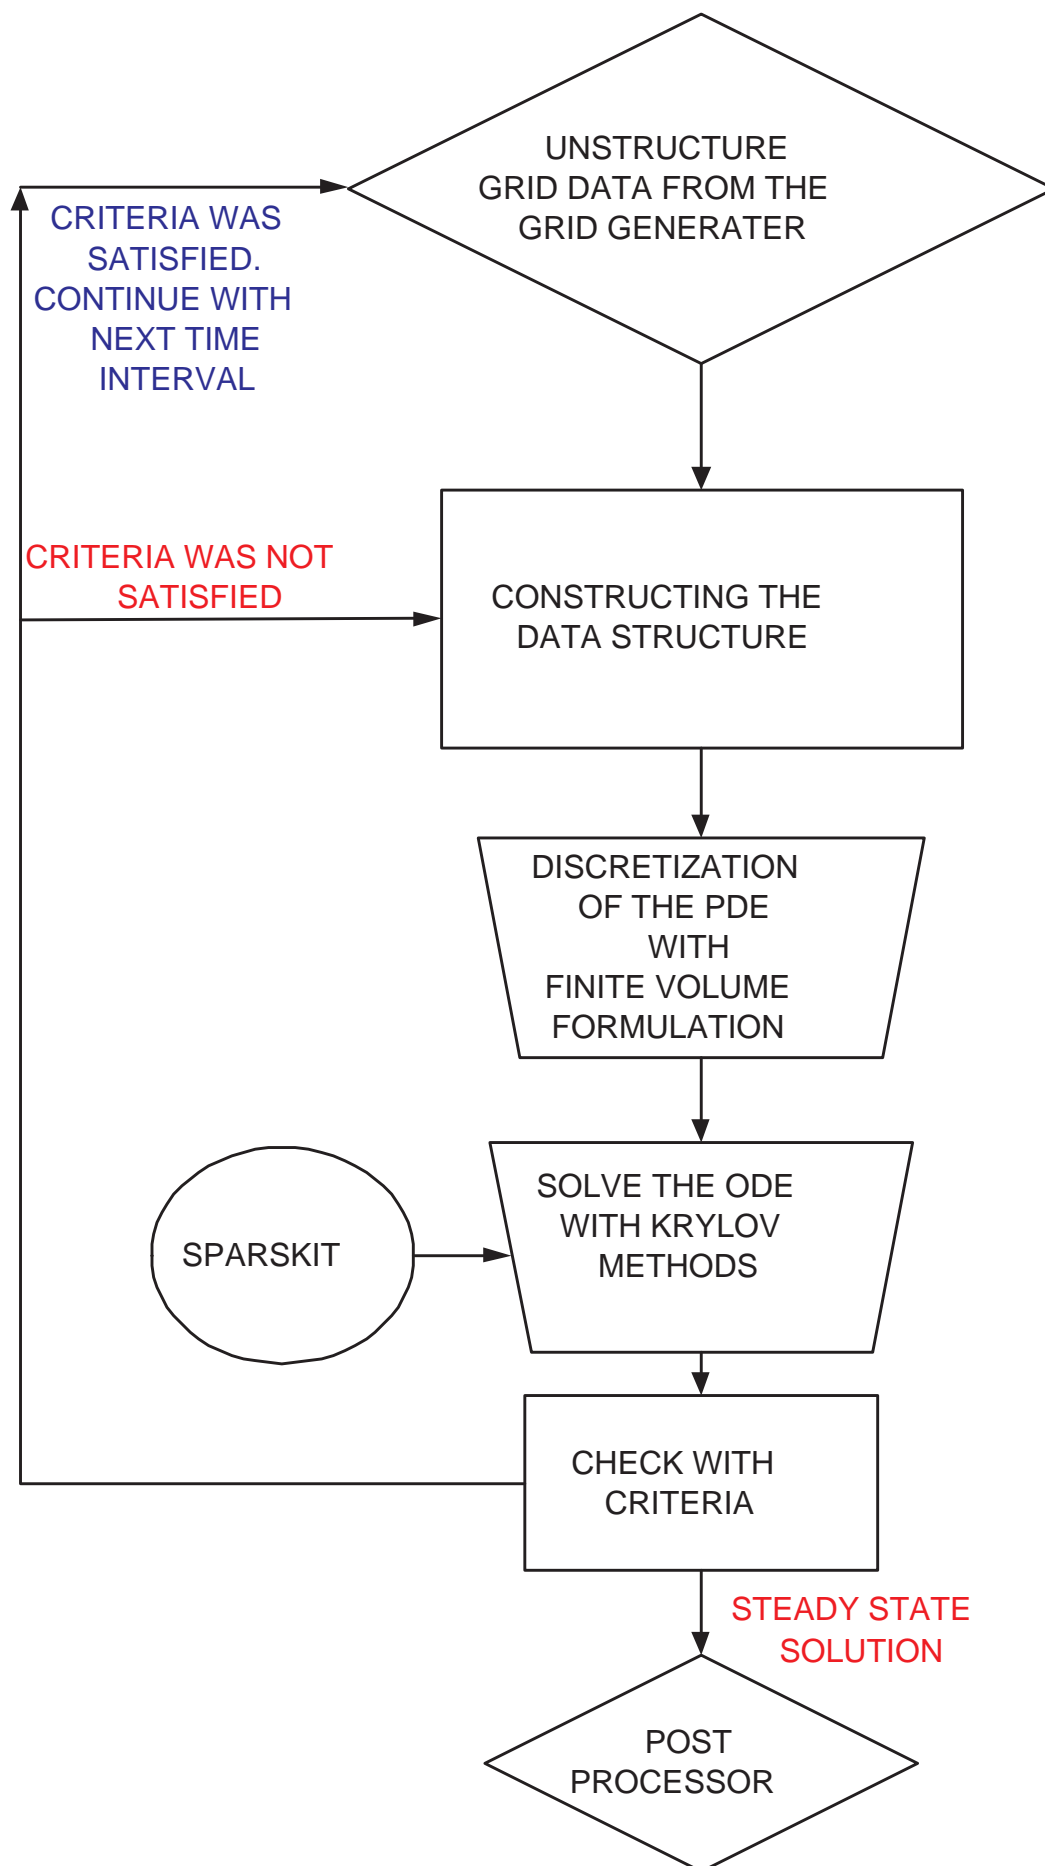 UNSTRUCTURE
GRID DATA FROM THE
GRID GENERATER
CRITERIA WAS
SATISFIED.
CONTINUE WITH
NEXT TIME
INTERVAL
CRITERIA WAS NOT
SATISFIED
CONSTRUCTING THE
DATA STRUCTURE
DISCRETIZATION
OF THE PDE
WITH
FINITE VOLUME
FORMULATION
SOLVE THE ODE
WITH KRYLOV
METHODS
SPARSKIT
CHECK WITH
CRITERIA
STEADY STATE
SOLUTION
POST
PROCESSOR